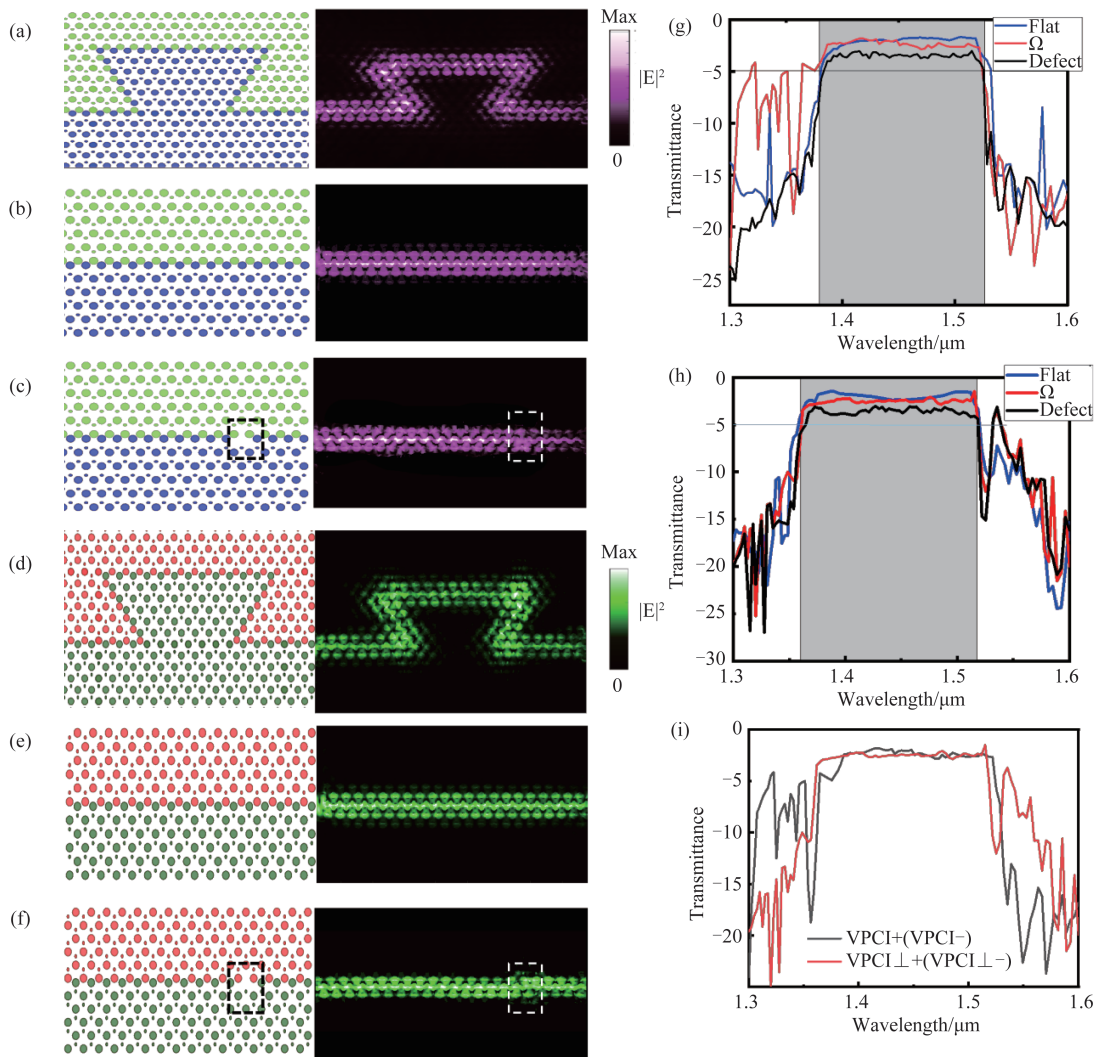 (a)
Max
|E|²
0
(b)
(c)
(d)
Max
|E|²
0
(e)
(f)
(g)
0
−5
−10
−15
−20
−25
Transmittance
Flat
Ω
Defect
1.3
1.4
1.5
1.6
Wavelength/μm
(h)
0
−5
−10
−15
−20
−25
−30
Transmittance
Flat
Ω
Defect
1.3
1.4
1.5
1.6
Wavelength/μm
(i)
0
−5
−10
−15
−20
Transmittance
VPCI+(VPCI−)
VPCI⊥+(VPCI⊥−)
1.3
1.4
1.5
1.6
Wavelength/μm